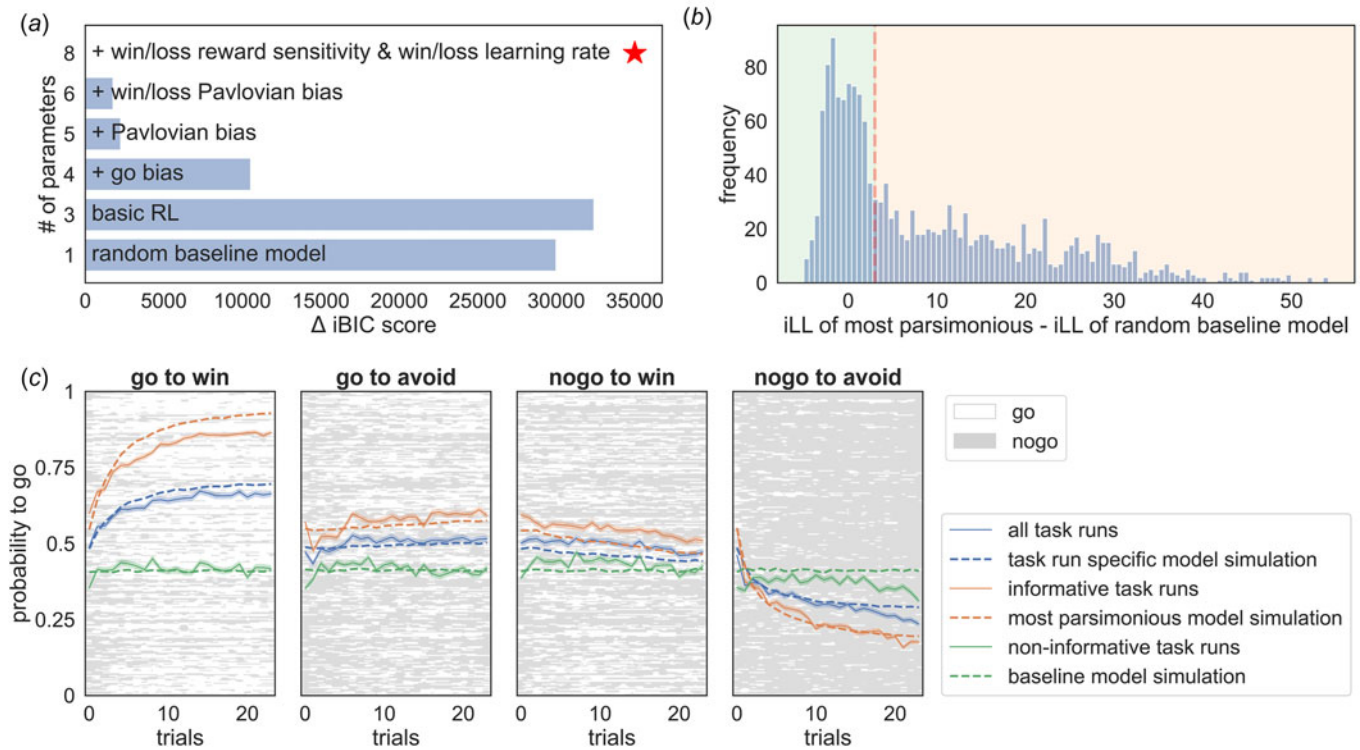 (a)
8 + win/loss reward sensitivity & win/loss learning rate
6 + win/loss Pavlovian bias
5 + Pavlovian bias
4 + go bias
3 basic RL
1 random baseline model
# of parameters
0 5000 10000 15000 20000 25000 30000 35000
Δ iBIC score
(b)
80
60
40
20
0
frequency
0 10 20 30 40 50
iLL of most parsimonious - iLL of random baseline model
(c)
go to win go to avoid nogo to win nogo to avoid
1
0.75
0.5
0.25
0
probability to go
0 20 0 20 0 20 0 20
trials trials trials trials
go
nogo
all task runs
task run specific model simulation
informative task runs
most parsimonious model simulation
non-informative task runs
baseline model simulation